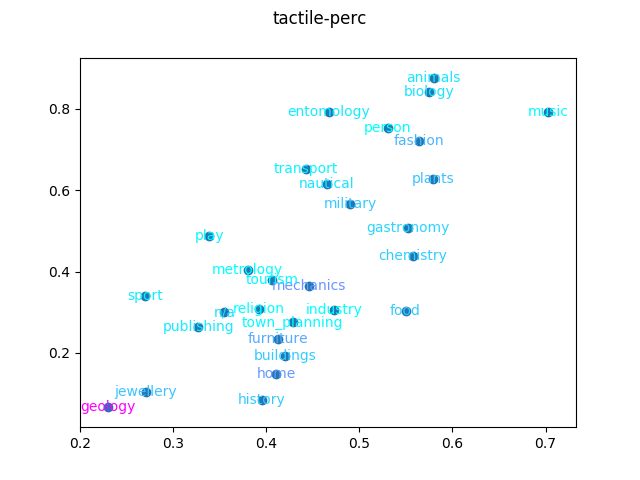 tactile-perc
animals
biology
entomology
music
person
fashion
transport
plants
nautical
military
gastronomy
play
chemistry
metrology
tourism
mechanics
sport
religion
industry
food
publishing
town_planning
furniture
buildings
home
jewellery
history
geology
0.8
0.6
0.4
0.2
0.2 0.3 0.4 0.5 0.6 0.7